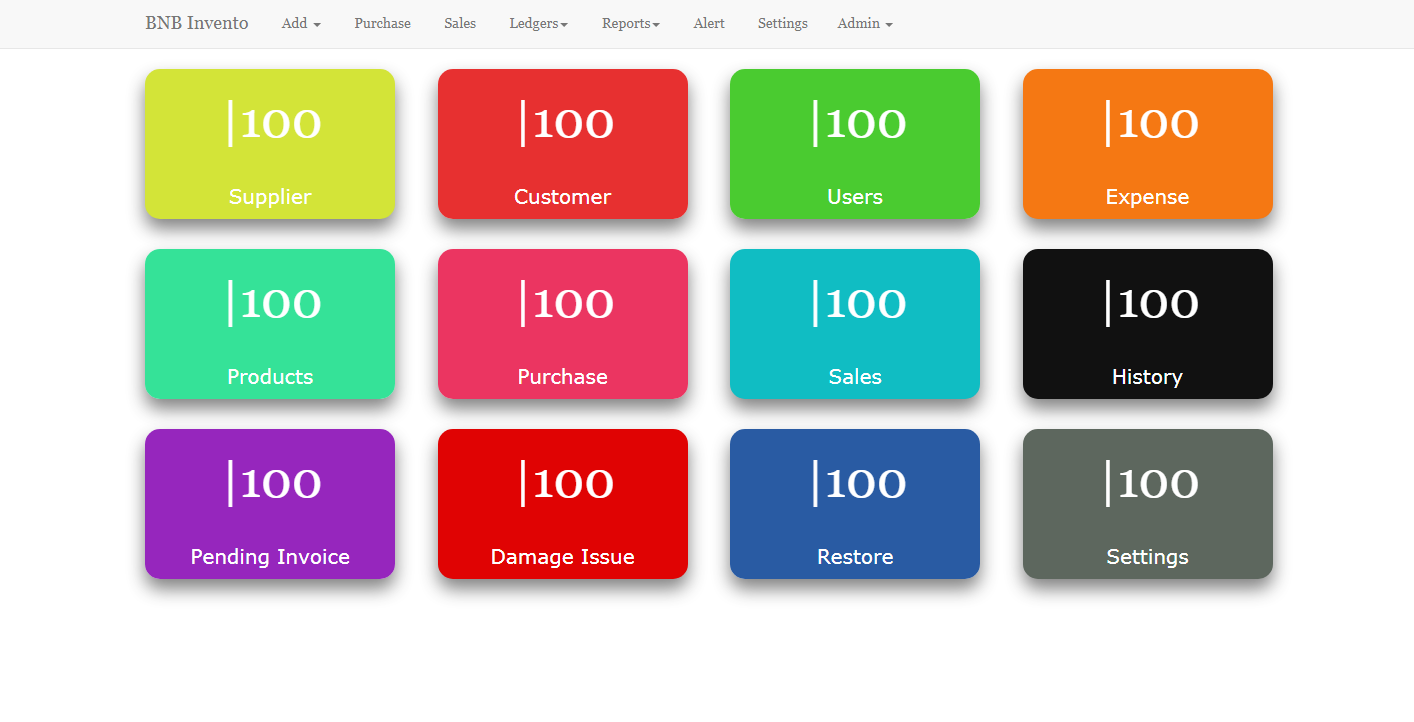 BNB Invento Add Purchase Sales Ledgers Reports Alert Settings Admin
|100 |100 |100 |100
Supplier Customer Users Expense
|100 |100 |100 |100
Products Purchase Sales History
|100 |100 |100 |100
Pending Invoice Damage Issue Restore Settings